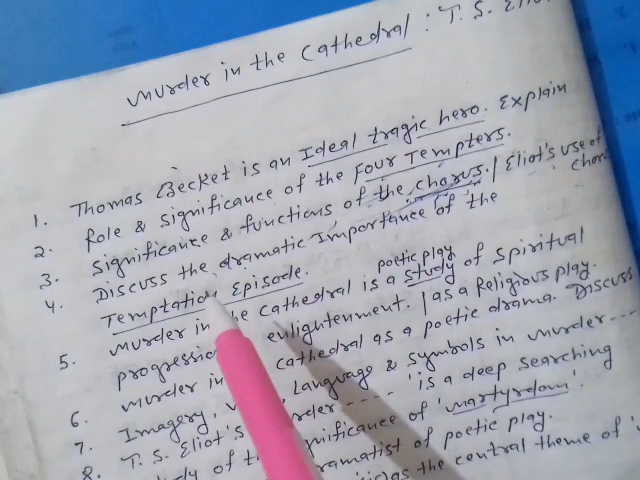 Murder in the Cathedral : T. S. Eliot
1. Thomas Becket is an Ideal tragic hero. Explain
2. Role & significance of the Four Tempters.
3. Significance & functions of the chorus. / Eliot's use of
4. Discuss the dramatic Importance of the
Temptation Episode.
poetic play
5. Murder in the Cathedral is a study of spiritual
progression enlightenment. / as a Religious play.
6. Murder in cathedral as a poetic drama. Discuss
7. Imagery, Language & symbols in Murder ---
8. T. S. Eliot's ---- 'is a deep searching
of 'martyrdom'.
of poetic play.
as the central theme of